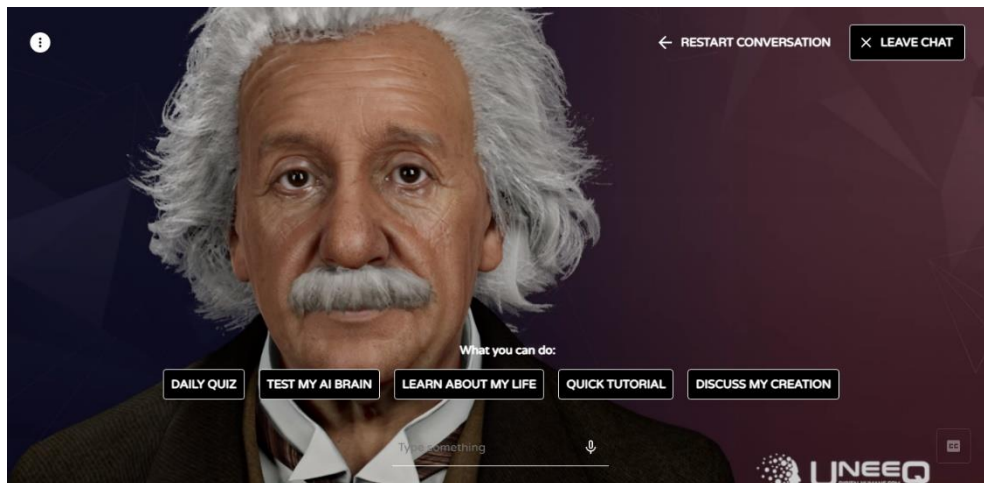 RESTART CONVERSATION
LEAVE CHAT
What you can do:
DAILY QUIZ
TEST MY AI BRAIN
LEARN ABOUT MY LIFE
QUICK TUTORIAL
DISCUSS MY CREATION
Type something
CC
UNEEQ